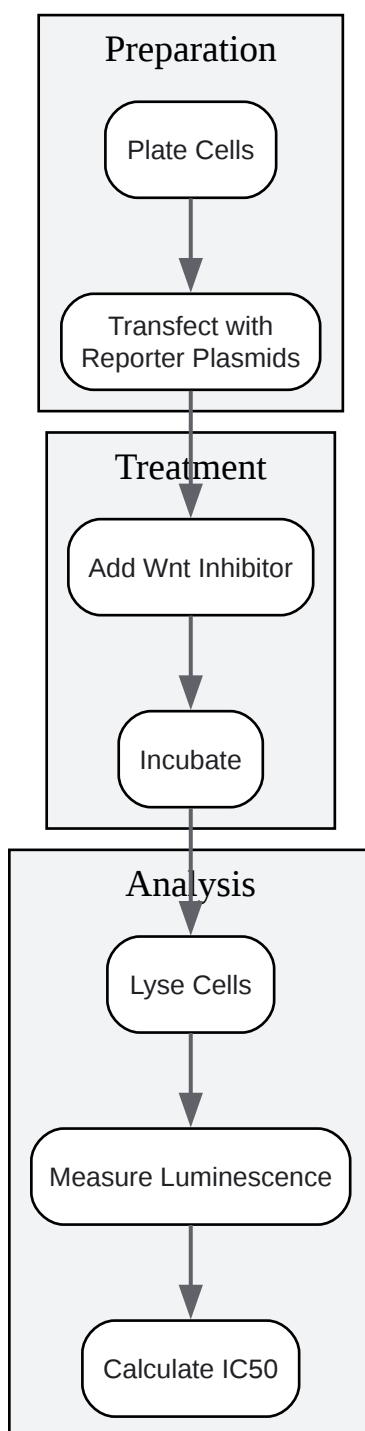 Preparation
Plate Cells
Transfect with
Reporter Plasmids
Treatment
Add Wnt Inhibitor
Incubate
Analysis
Lyse Cells
Measure Luminescence
Calculate IC50